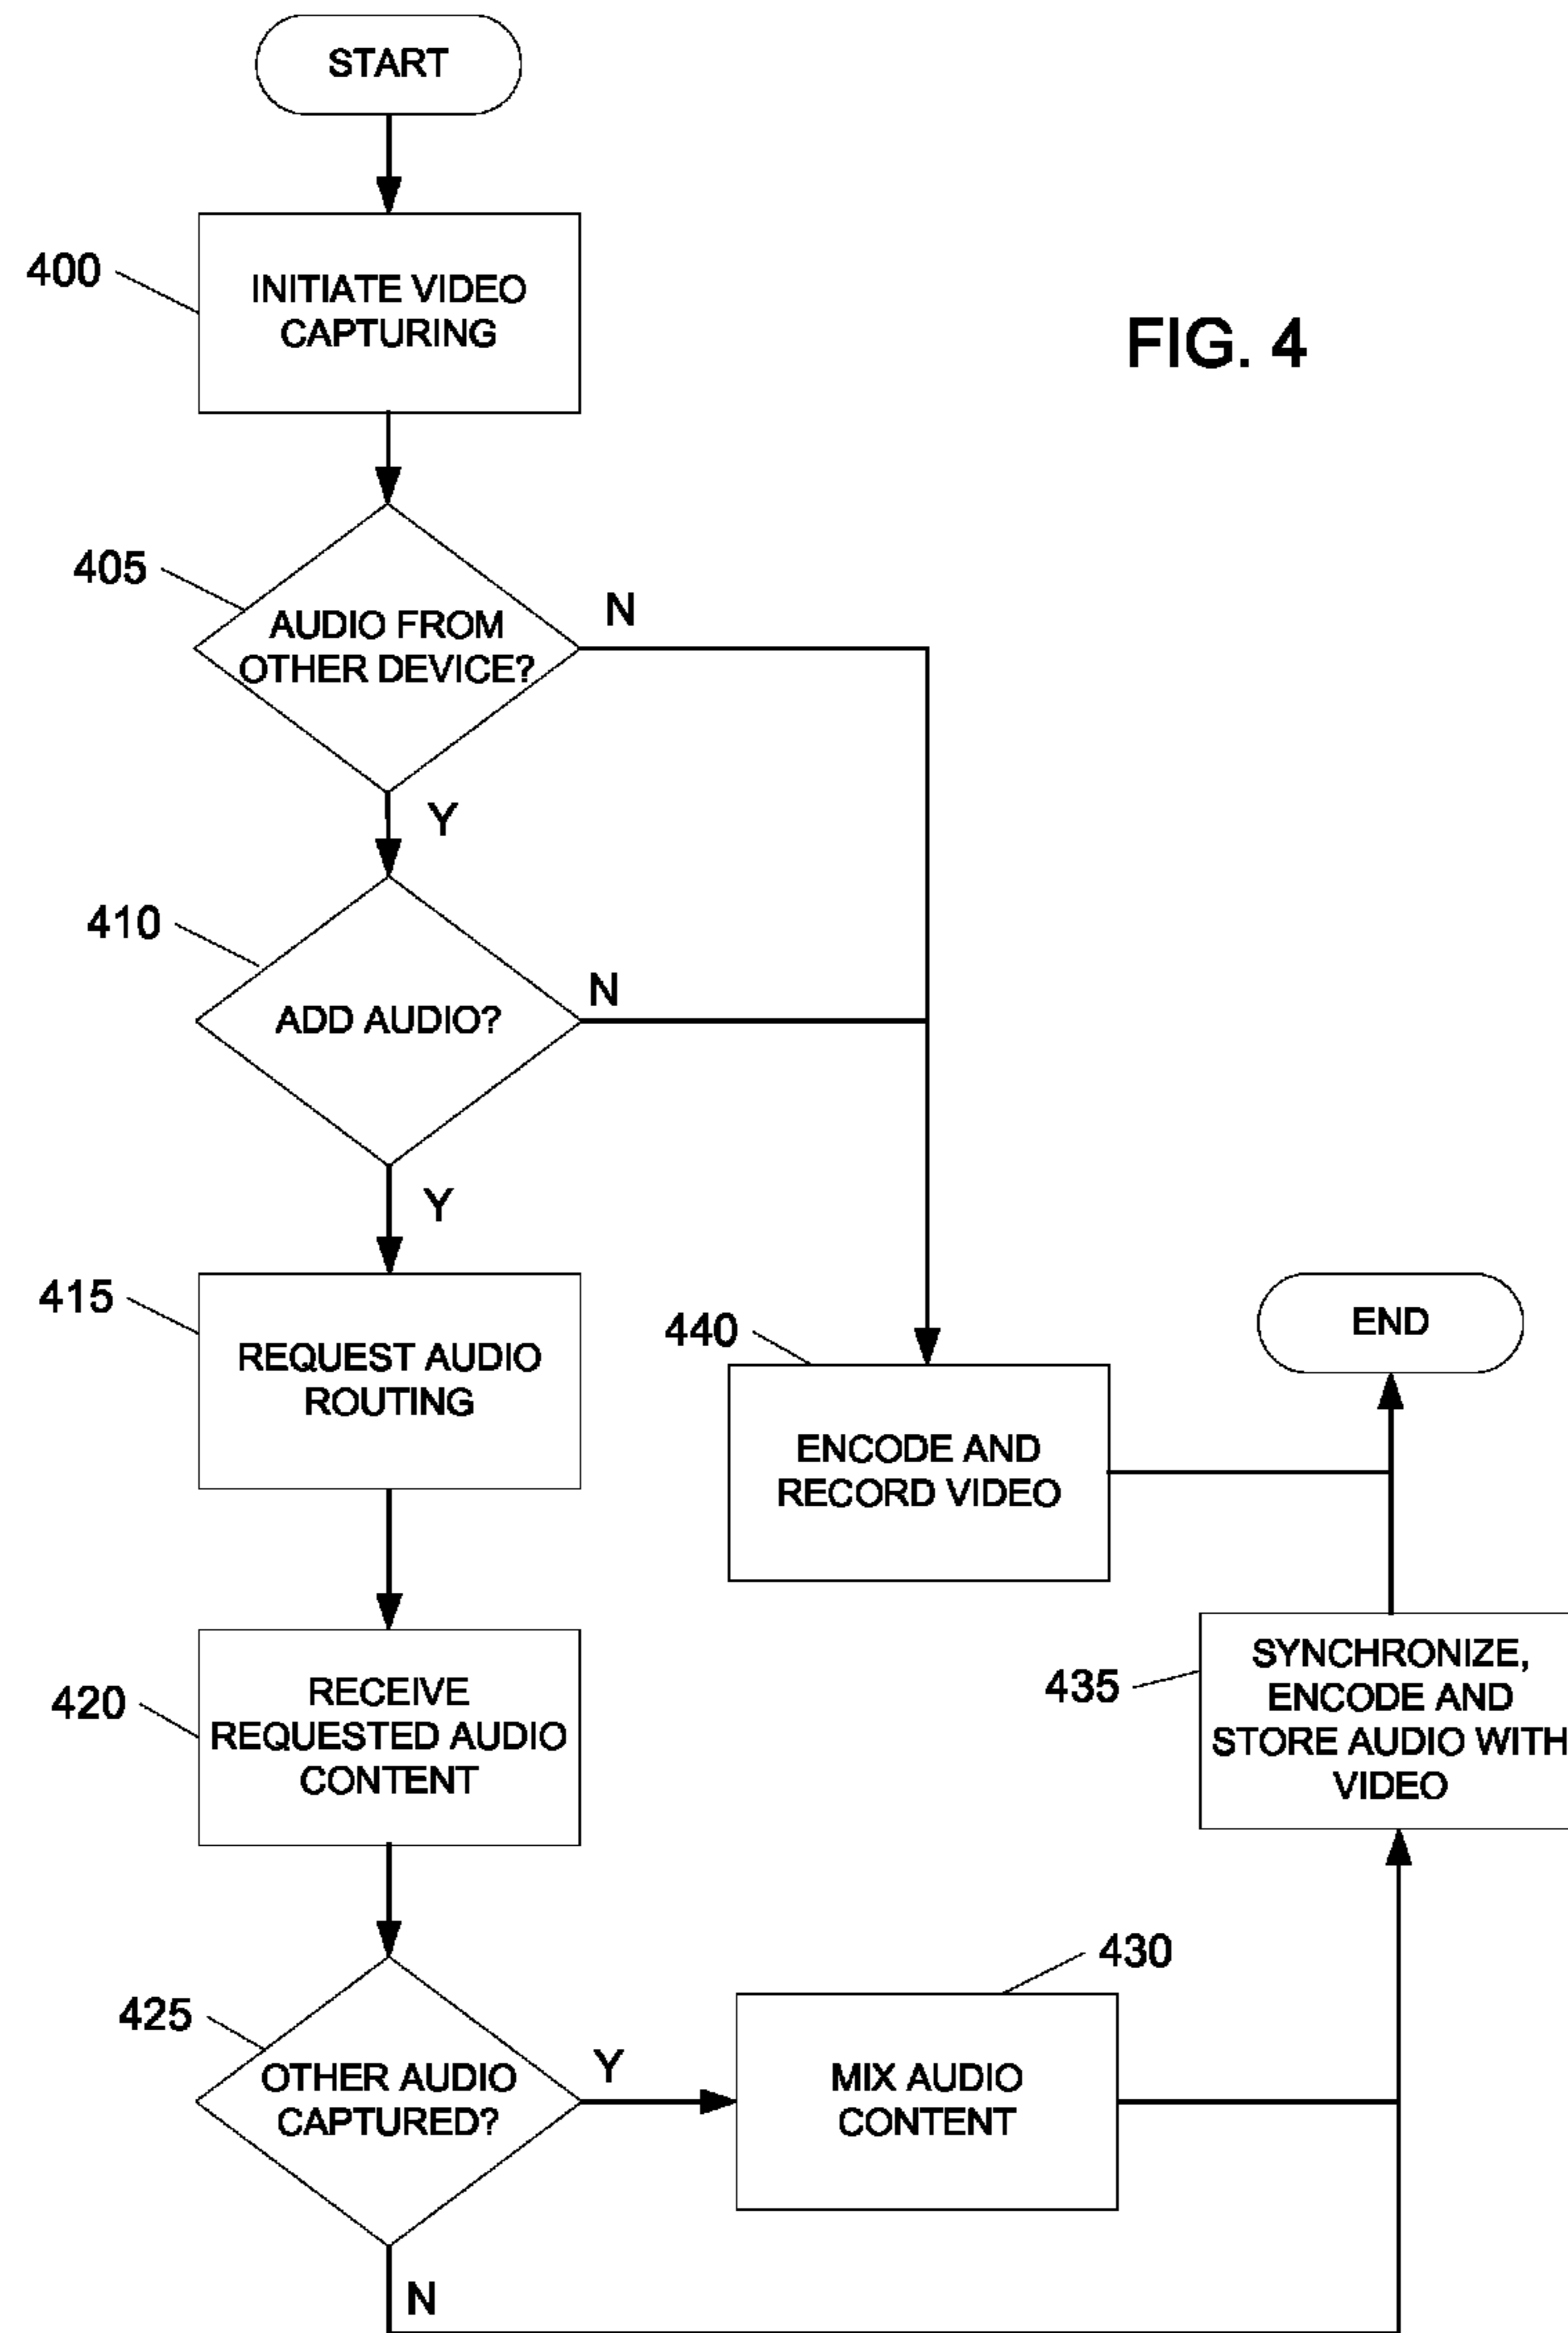 START
400
INITIATE VIDEO
CAPTURING
FIG. 4
405
AUDIO FROM
OTHER DEVICE?
N
Y
410
ADD AUDIO?
N
Y
415
REQUEST AUDIO
ROUTING
440
ENCODE AND
RECORD VIDEO
END
420
RECEIVE
REQUESTED AUDIO
CONTENT
435
SYNCHRONIZE,
ENCODE AND
STORE AUDIO WITH
VIDEO
425
OTHER AUDIO
CAPTURED?
Y
N
430
MIX AUDIO
CONTENT